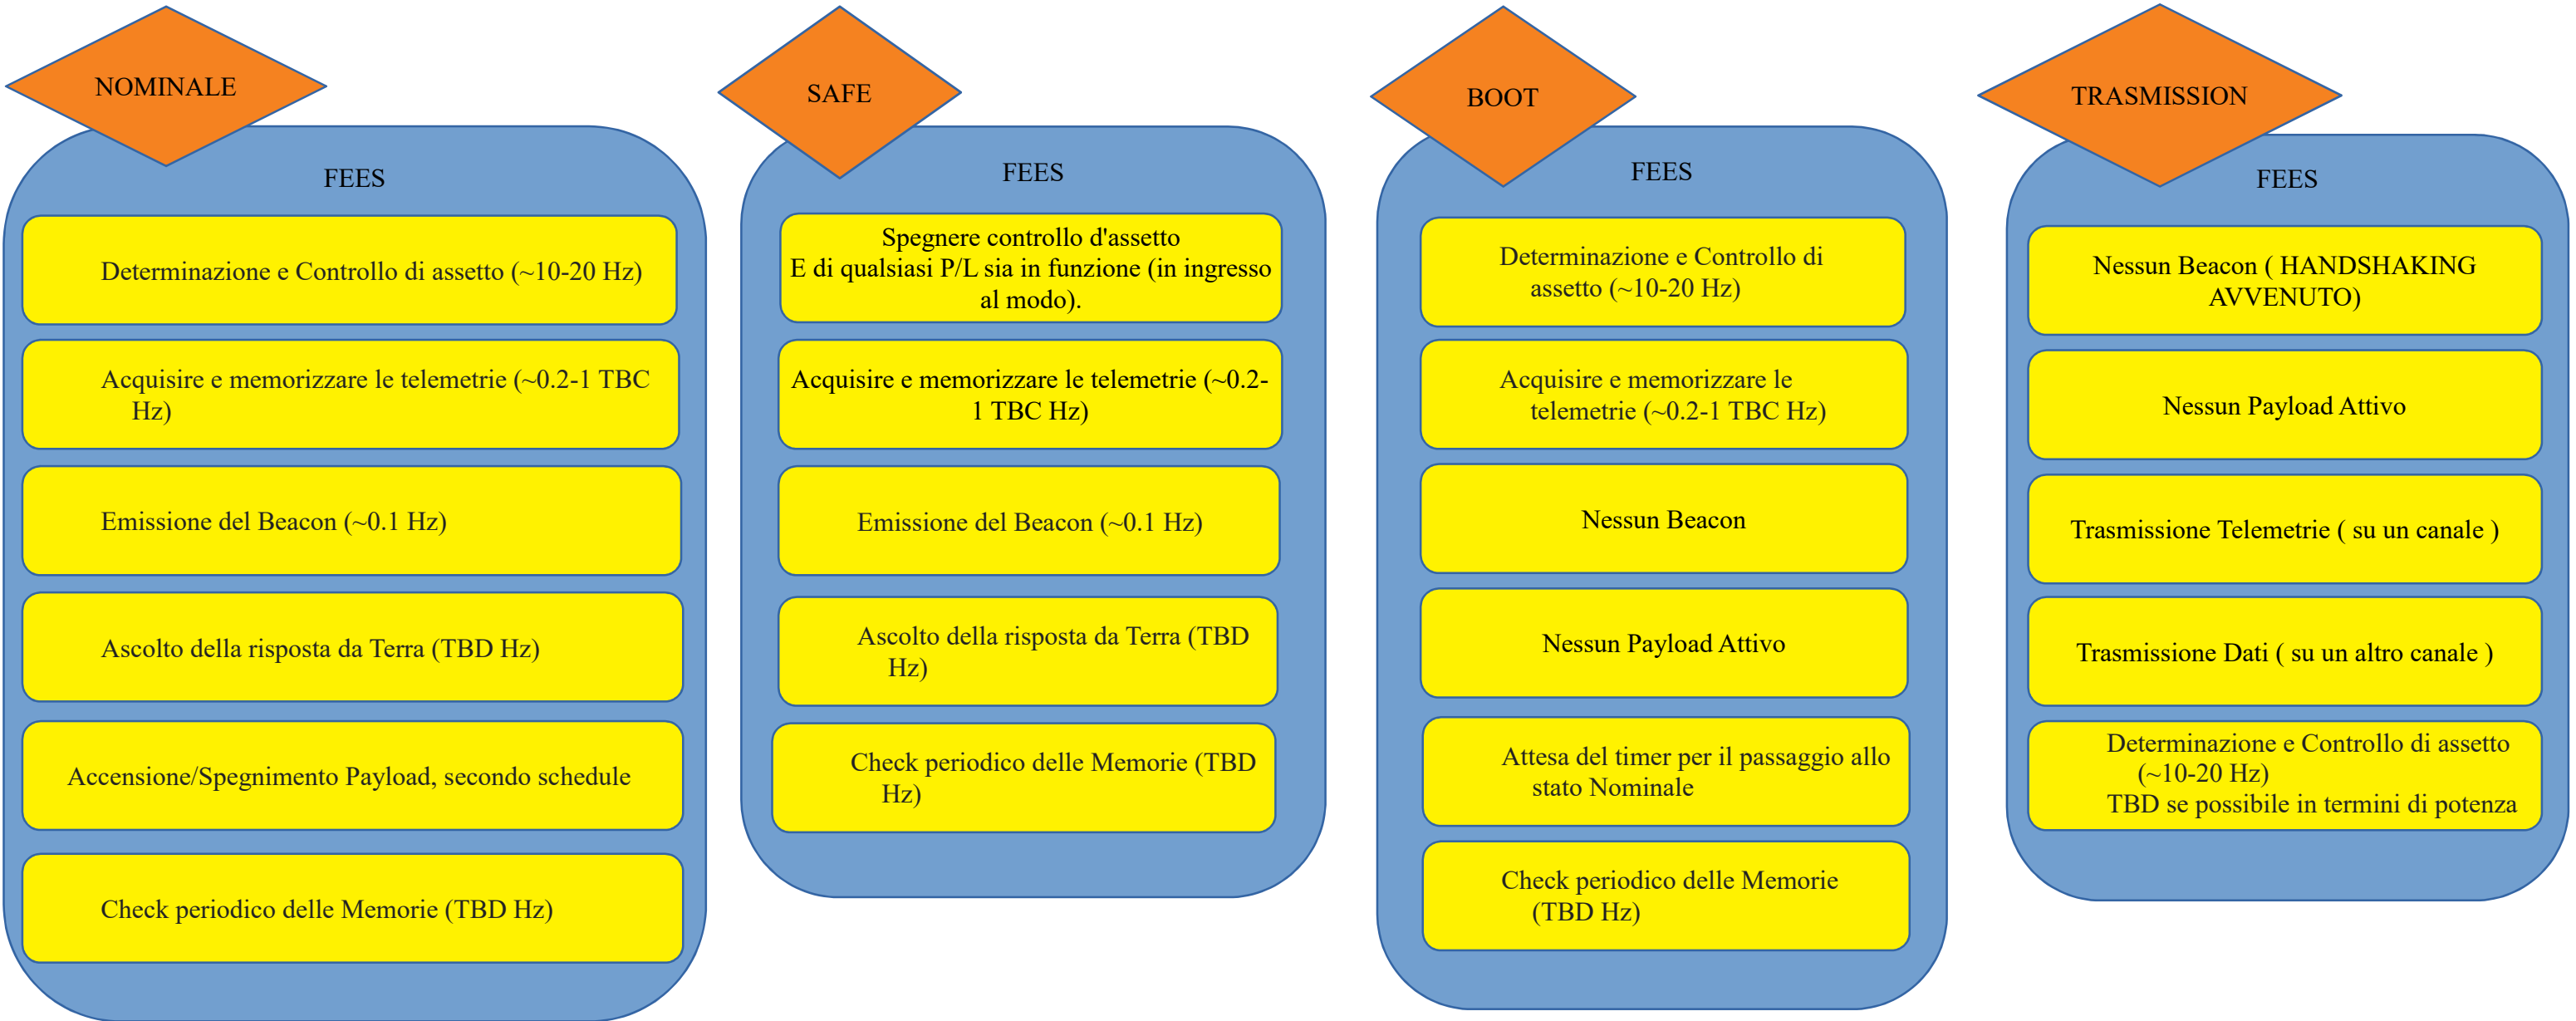 NOMINALE
FEES
Determinazione e Controllo di assetto (~10-20 Hz)
Acquisire e memorizzare le telemetrie (~0.2-1 TBC
Hz)
Emissione del Beacon (~0.1 Hz)
Ascolto della risposta da Terra (TBD Hz)
Accensione/Spegnimento Payload, secondo schedule
Check periodico delle Memorie (TBD Hz)
SAFE
FEES
Spegnere controllo d'assetto
E di qualsiasi P/L sia in funzione (in ingresso
al modo).
Acquisire e memorizzare le telemetrie (~0.2-
1 TBC Hz)
Emissione del Beacon (~0.1 Hz)
Ascolto della risposta da Terra (TBD
Hz)
Check periodico delle Memorie (TBD
Hz)
BOOT
FEES
Determinazione e Controllo di
assetto (~10-20 Hz)
Acquisire e memorizzare le
telemetrie (~0.2-1 TBC Hz)
Nessun Beacon
Nessun Payload Attivo
Attesa del timer per il passaggio allo
stato Nominale
Check periodico delle Memorie
(TBD Hz)
TRASMISSION
FEES
Nessun Beacon ( HANDSHAKING
AVVENUTO)
Nessun Payload Attivo
Trasmissione Telemetrie ( su un canale )
Trasmissione Dati ( su un altro canale )
Determinazione e Controllo di assetto
(~10-20 Hz)
TBD se possibile in termini di potenza